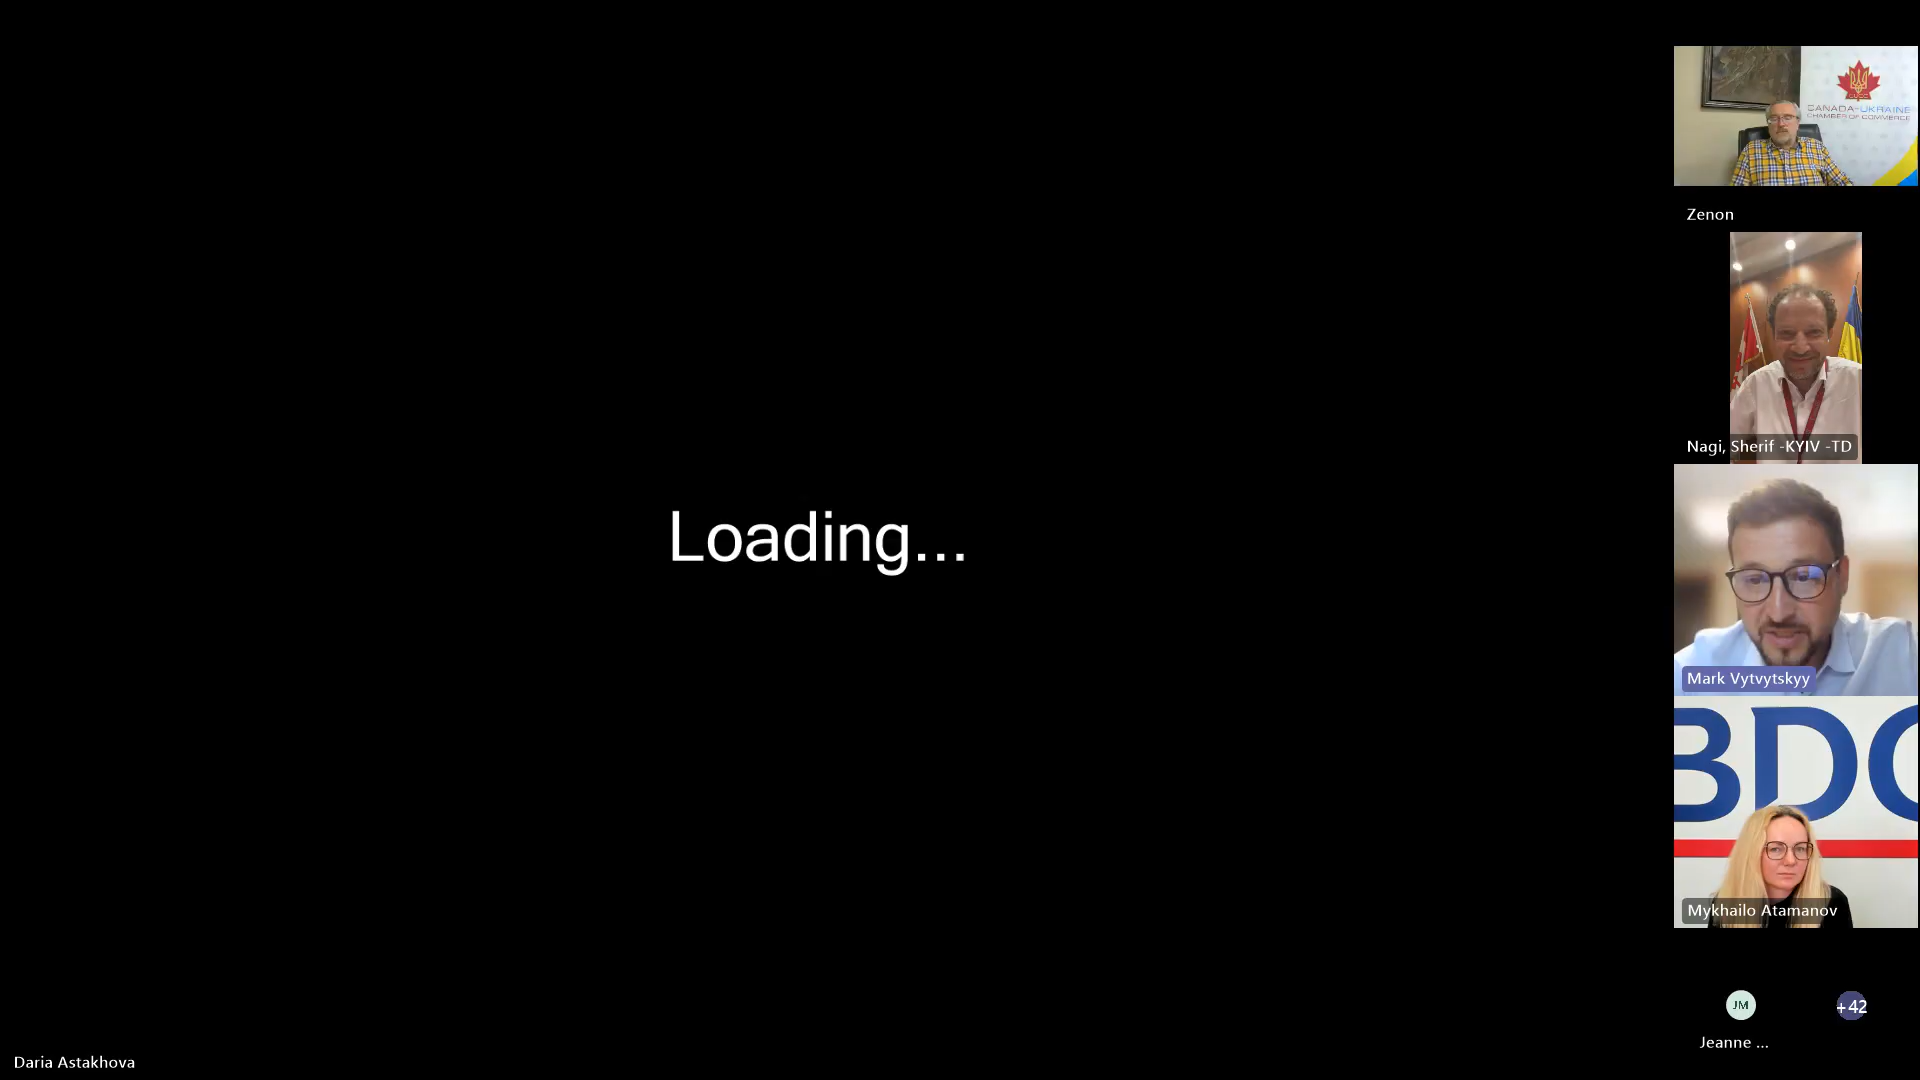 CANADA-UKRAINE
CHAMBER OF COMMERCE
Zenon
Nagi, Sherif -KYIV -TD
Loading...
Mark Vytvytskyy
BDO
Mykhailo Atamanov
JM
+42
Jeanne ...
Daria Astakhova